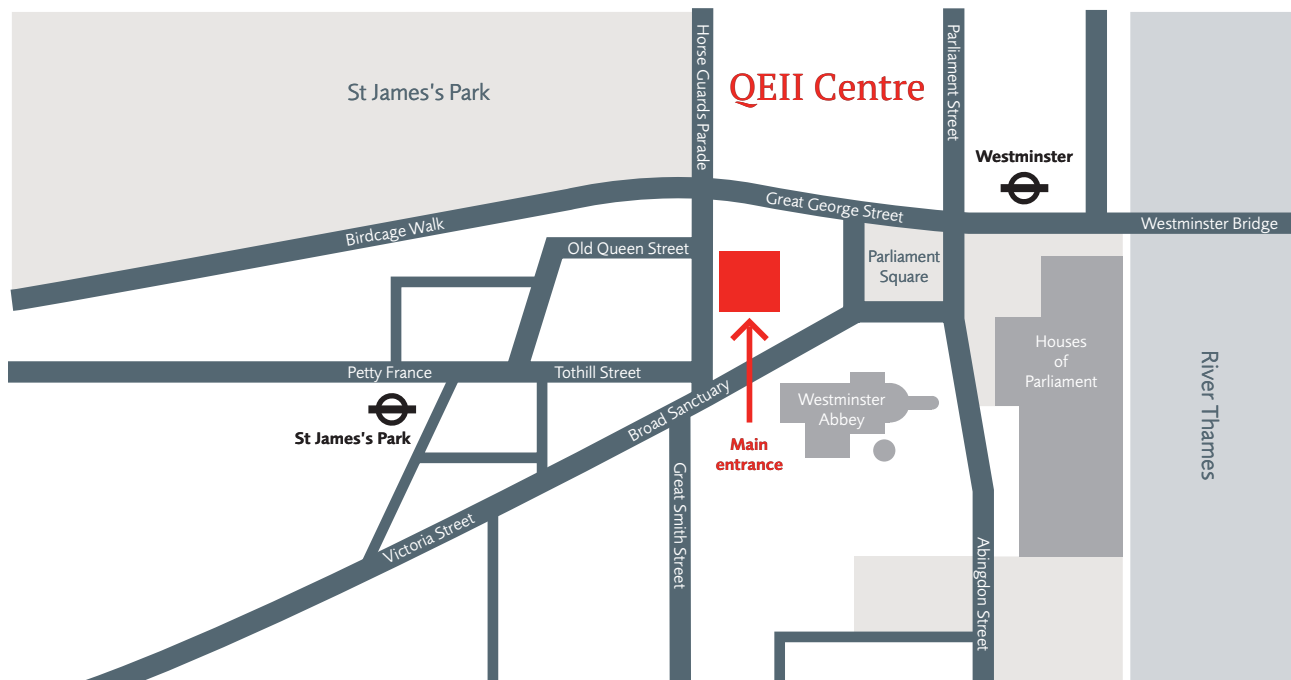 St James's Park
Horse Guards Parade
QEII Centre
Parliament Street
Westminster
Great George Street
Westminster Bridge
Birdcage Walk
Old Queen Street
Parliament
Square
Houses
of
Parliament
River Thames
Petty France
Tothill Street
Westminster
Abbey
Broad Sanctuary
St James's Park
Main
entrance
Great Smith Street
Victoria Street
Abingdon Street